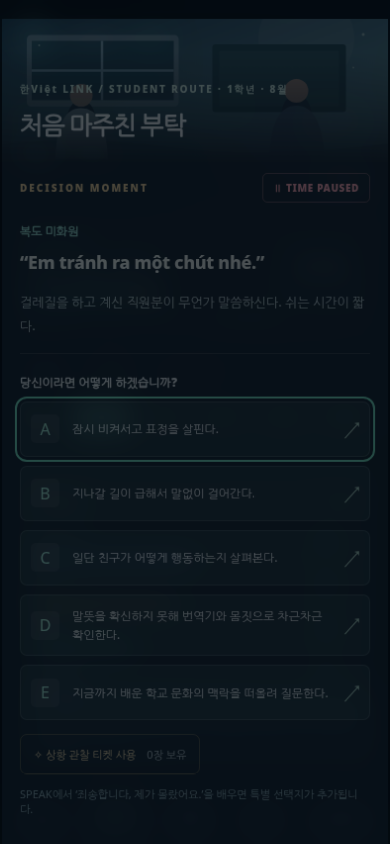 한Việt LINK / STUDENT ROUTE · 1학년 · 8월
처음 마주친 부탁
DECISION MOMENT
II TIME PAUSED
복도 미화원
“Em tránh ra một chút nhé.”
걸레질을 하고 계신 직원분이 무언가 말씀하신다. 쉬는 시간이 짧
다.
당신이라면 어떻게 하겠습니까?
A 잠시 비켜서고 표정을 살핀다.
B 지나갈 길이 급해서 말없이 걸어간다.
C 일단 친구가 어떻게 행동하는지 살펴본다.
D 말뜻을 확신하지 못해 번역기와 몸짓으로 차근차근
확인한다.
E 지금까지 배운 학교 문화의 맥락을 떠올려 질문한다.
✧ 상황 관찰 티켓 사용 0장 보유
SPEAK에서 '죄송합니다, 제가 몰랐어요.'을 배우면 특별 선택지가 추가됩니
다.